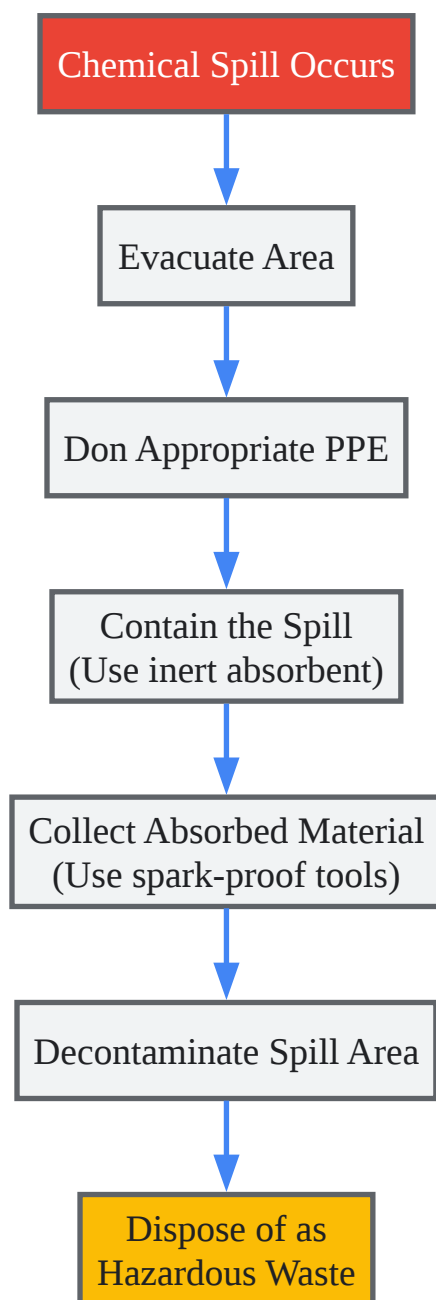 Chemical Spill Occurs
Evacuate Area
Don Appropriate PPE
Contain the Spill
(Use inert absorbent)
Collect Absorbed Material
(Use spark-proof tools)
Decontaminate Spill Area
Dispose of as
Hazardous Waste